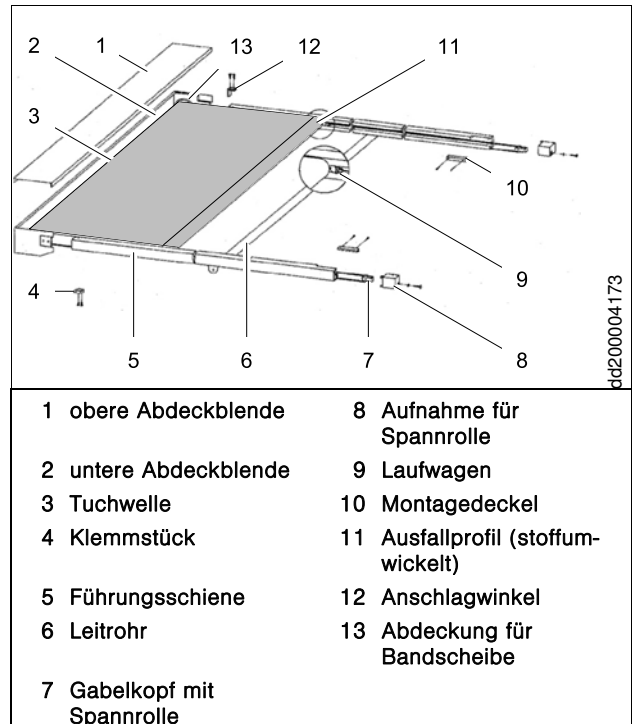 2
1
13
12
11
3
10
9
4
5
6
7
8
dd200004173
1 obere Abdeckblende
2 untere Abdeckblende
3 Tuchwelle
4 Klemmstück
5 Führungsschiene
6 Leitrohr
7 Gabelkopf mit
Spannrolle
8 Aufnahme für
Spannrolle
9 Laufwagen
10 Montagedeckel
11 Ausfallprofil (stoffum-
wickelt)
12 Anschlagwinkel
13 Abdeckung für
Bandscheibe